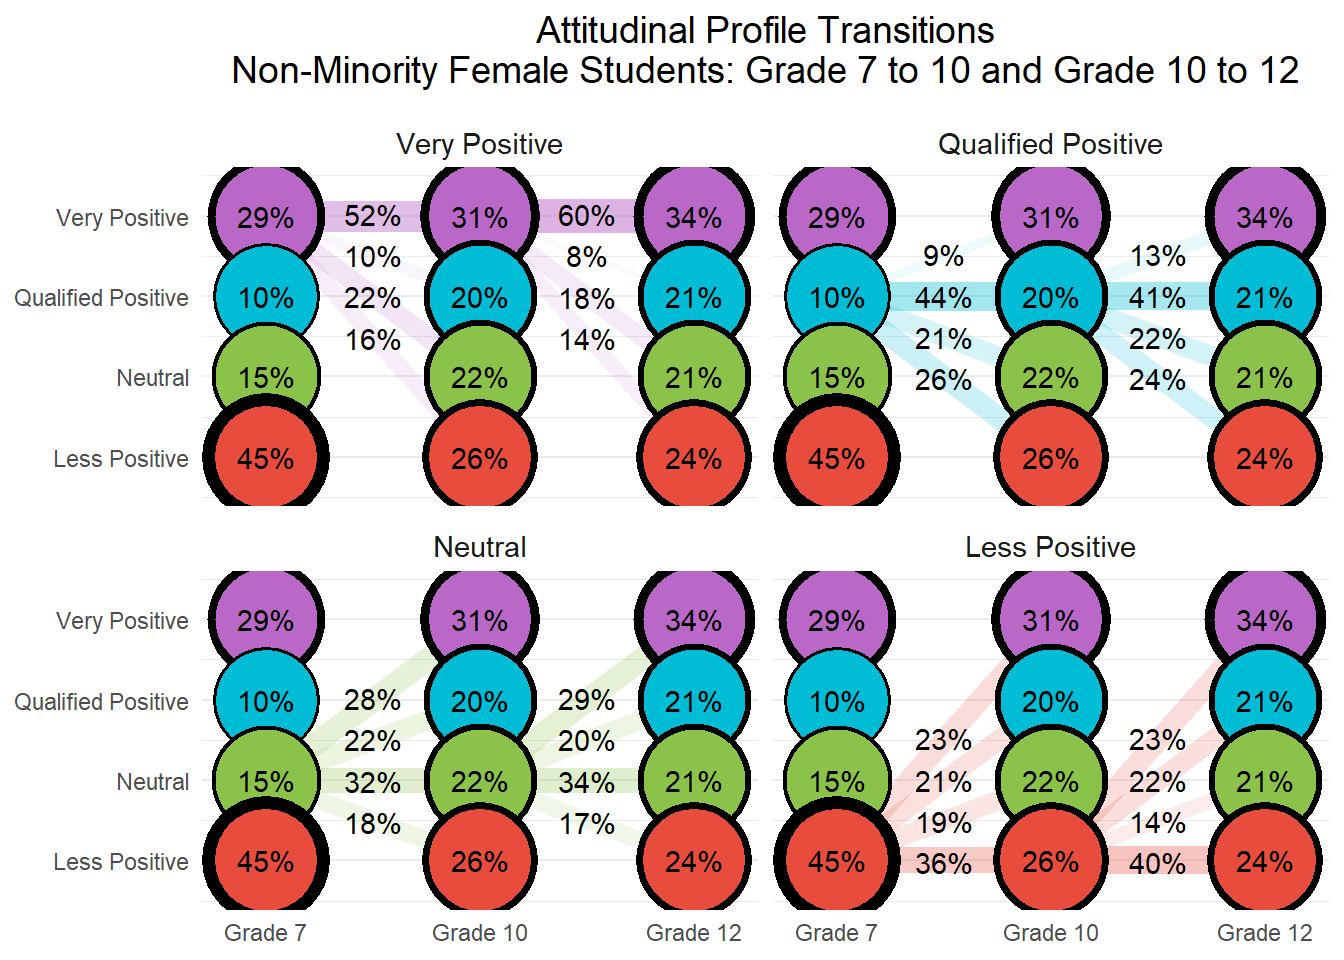 Attitudinal Profile Transitions
Non-Minority Female Students: Grade 7 to 10 and Grade 10 to 12
Very Positive
Very Positive 29% 52% 31% 60% 34%
10% 8%
Qualified Positive 10% 22% 20% 18% 21%
16% 14%
Neutral 15% 22% 21%
Less Positive 45% 26% 24%
Qualified Positive
29% 31% 34%
9% 13%
10% 44% 20% 41% 21%
21% 22%
15% 26% 22% 24% 21%
45% 26% 24%
Neutral
Very Positive 29% 31% 34%
Qualified Positive 10% 28% 20% 29% 21%
22% 20%
Neutral 15% 32% 22% 34% 21%
18% 17%
Less Positive 45% 26% 24%
Grade 7 Grade 10 Grade 12
Less Positive
29% 31% 34%
10% 20% 21%
23% 23%
15% 21% 22% 22% 21%
19% 14%
45% 36% 26% 40% 24%
Grade 7 Grade 10 Grade 12